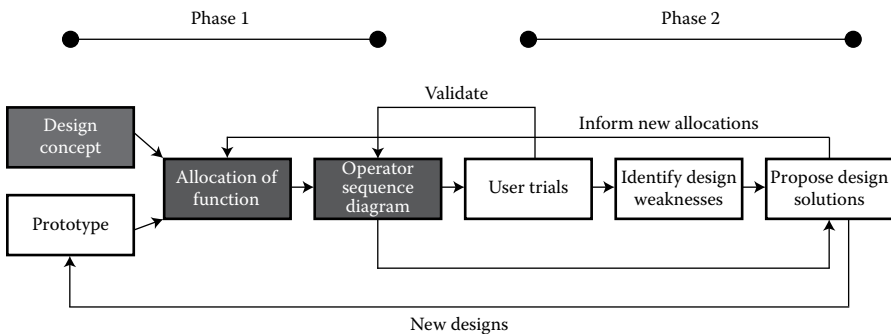 Phase 1
Phase 2
Validate
Inform new allocations
Design
concept
Allocation of
function
Operator
sequence
diagram
User trials
Identify design
weaknesses
Propose design
solutions
Prototype
New designs